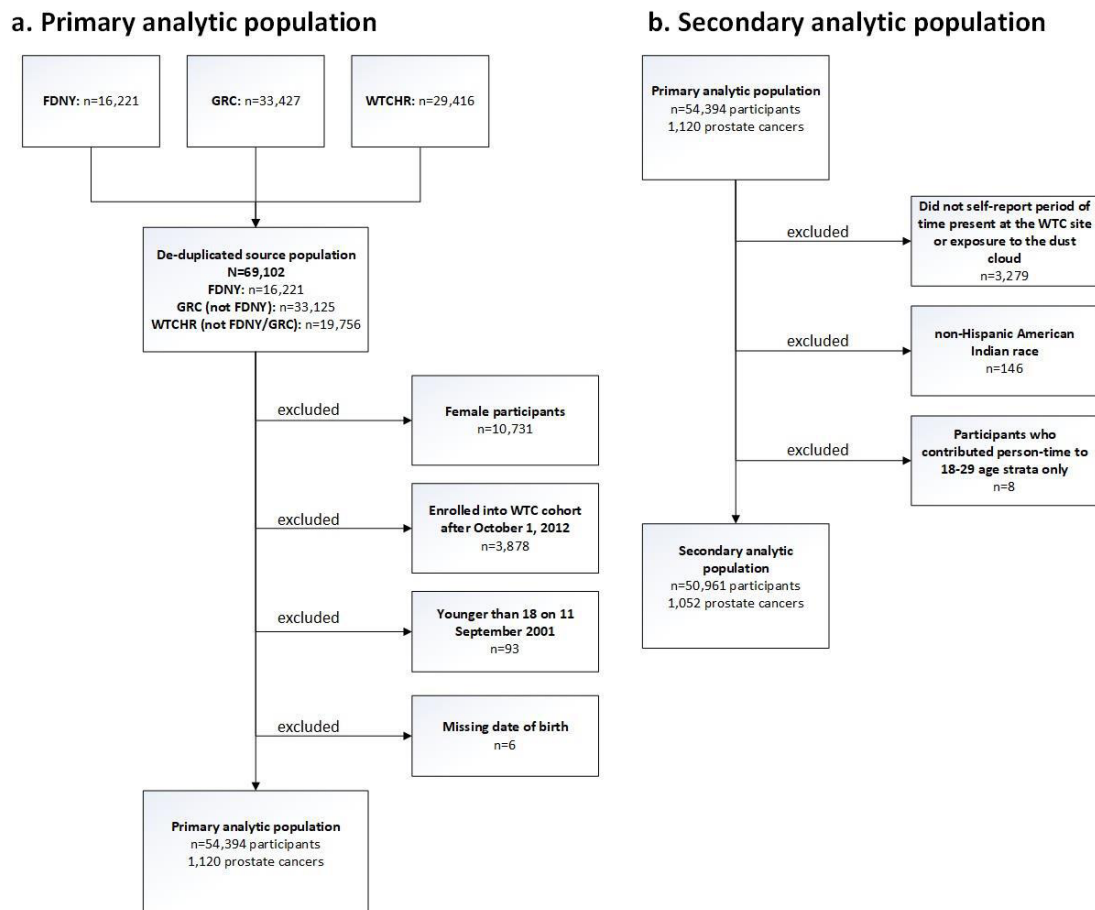 a. Primary analytic population
FDNY: n=16,221
GRC: n=33,427
WTCHR: n=29,416
De-duplicated source population
N=69,102
FDNY: n=16,221
GRC (not FDNY): n=33,125
WTCHR (not FDNY/GRC): n=19,756
excluded
Female participants
n=10,731
excluded
Enrolled into WTC cohort
after October 1, 2012
n=3,878
excluded
Younger than 18 on 11
September 2001
n=93
excluded
Missing date of birth
n=6
Primary analytic population
n=54,394 participants
1,120 prostate cancers
b. Secondary analytic population
Primary analytic population
n=54,394 participants
1,120 prostate cancers
excluded
Did not self-report period of
time present at the WTC site
or exposure to the dust
cloud
n=3,279
excluded
non-Hispanic American
Indian race
n=146
excluded
Participants who
contributed person-time to
18-29 age strata only
n=8
Secondary analytic
population
n=50,961 participants
1,052 prostate cancers